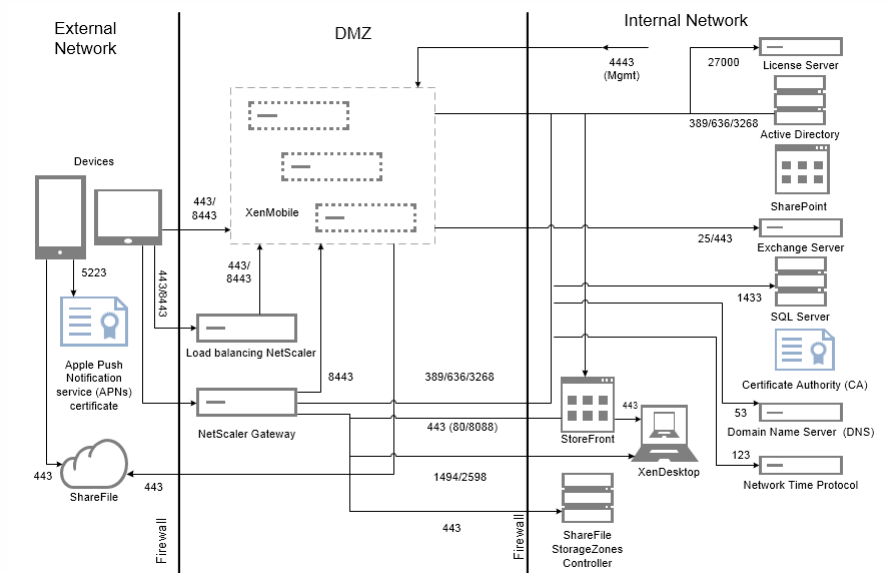 External
Network
DMZ
Internal Network
4443
(Mgmt)
27000
License Server
389/636/3268
Active Directory
Devices
443/
8443
XenMobile
SharePoint
25/443
Exchange Server
5223
443/8443
443/
8443
1433
SQL Server
Load balancing NetScaler
Apple Push
Notification
service (APNs)
certificate
8443
389/636/3268
Certificate Authority (CA)
NetScaler Gateway
443 (80/8088)
StoreFront
443
53
Domain Name Server (DNS)
123
Network Time Protocol
XenDesktop
443
ShareFile
443
1494/2598
443
Firewall
Firewall
ShareFile
StorageZones
Controller